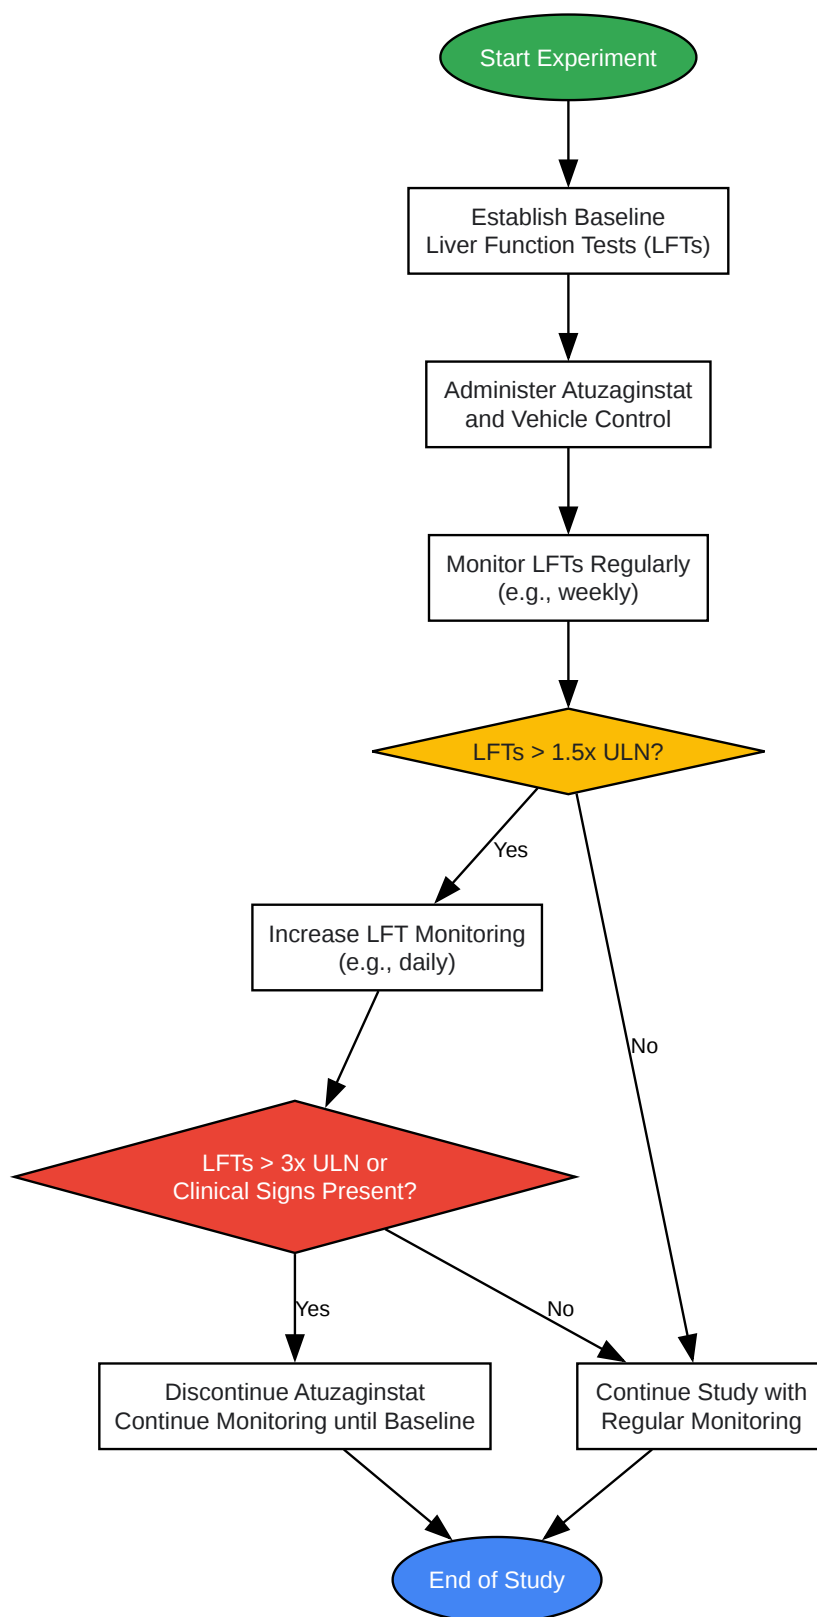 Start Experiment
Establish Baseline
Liver Function Tests (LFTs)
Administer Atuzaginstat
and Vehicle Control
Monitor LFTs Regularly
(e.g., weekly)
LFTs > 1.5x ULN?
Yes
Increase LFT Monitoring
(e.g., daily)
No
LFTs > 3x ULN or
Clinical Signs Present?
Yes
No
Discontinue Atuzaginstat
Continue Monitoring until Baseline
Continue Study with
Regular Monitoring
End of Study